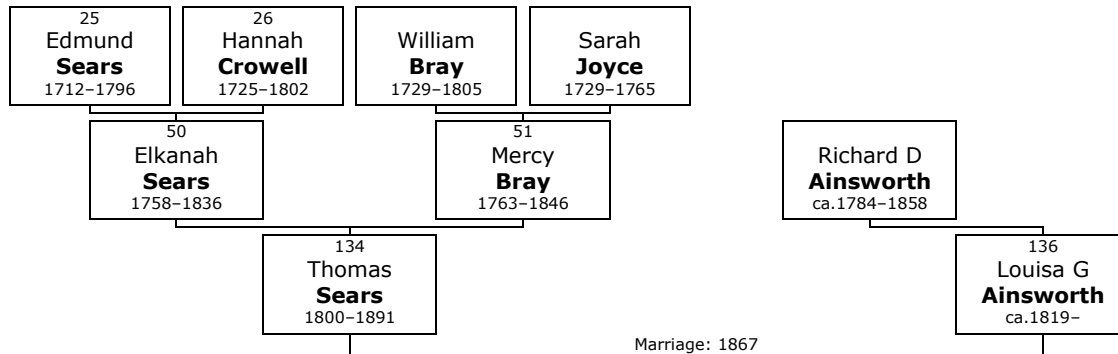 25
Edmund
Sears
1712–1796
26
Hannah
Crowell
1725–1802
William
Bray
1729–1805
Sarah
Joyce
1729–1765
50
Elkanah
Sears
1758–1836
51
Mercy
Bray
1763–1846
Richard D
Ainsworth
ca.1784–1858
134
Thomas
Sears
1800–1891
136
Louisa G
Ainsworth
ca.1819–
Marriage: 1867